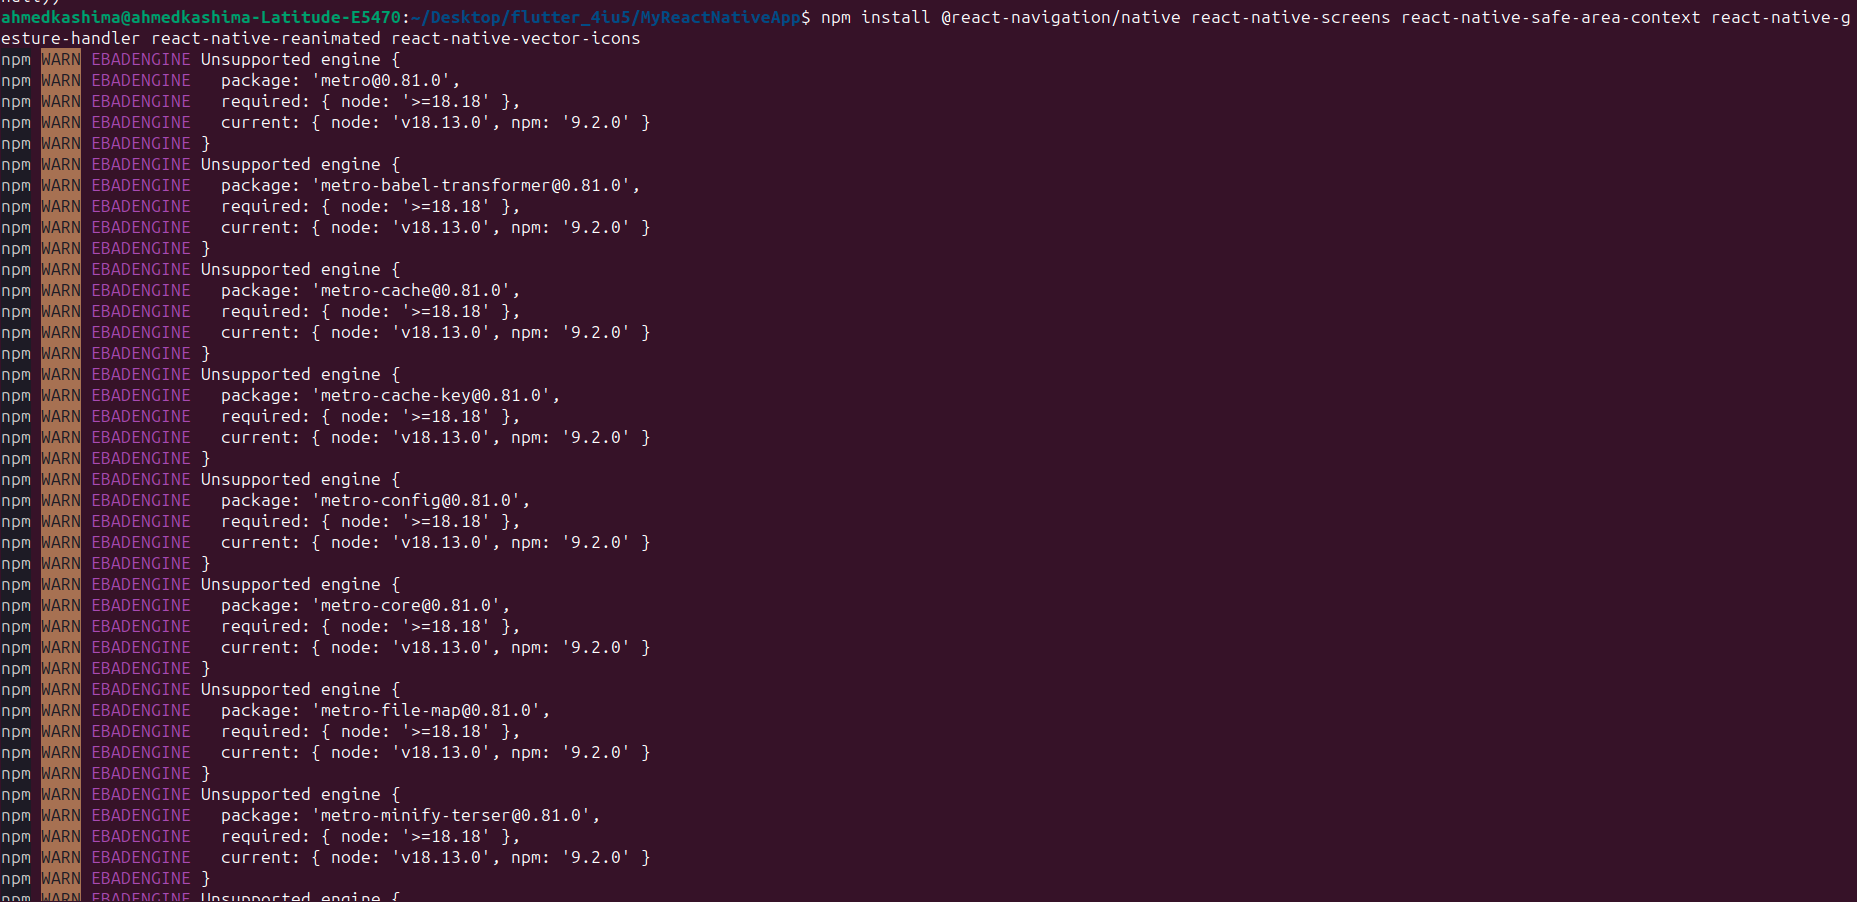 ahmedkashima@ahmedkashima-Latitude-E5470:~/Desktop/flutter_4iu5/MyReactNativeApp$ npm install @react-navigation/native react-native-screens react-native-safe-area-context react-native-g
esture-handler react-native-reanimated react-native-vector-icons
npm WARN EBADENGINE Unsupported engine {
npm WARN EBADENGINE   package: 'metro@0.81.0',
npm WARN EBADENGINE   required: { node: '>=18.18' },
npm WARN EBADENGINE   current: { node: 'v18.13.0', npm: '9.2.0' }
npm WARN EBADENGINE }
npm WARN EBADENGINE Unsupported engine {
npm WARN EBADENGINE   package: 'metro-babel-transformer@0.81.0',
npm WARN EBADENGINE   required: { node: '>=18.18' },
npm WARN EBADENGINE   current: { node: 'v18.13.0', npm: '9.2.0' }
npm WARN EBADENGINE }
npm WARN EBADENGINE Unsupported engine {
npm WARN EBADENGINE   package: 'metro-cache@0.81.0',
npm WARN EBADENGINE   required: { node: '>=18.18' },
npm WARN EBADENGINE   current: { node: 'v18.13.0', npm: '9.2.0' }
npm WARN EBADENGINE }
npm WARN EBADENGINE Unsupported engine {
npm WARN EBADENGINE   package: 'metro-cache-key@0.81.0',
npm WARN EBADENGINE   required: { node: '>=18.18' },
npm WARN EBADENGINE   current: { node: 'v18.13.0', npm: '9.2.0' }
npm WARN EBADENGINE }
npm WARN EBADENGINE Unsupported engine {
npm WARN EBADENGINE   package: 'metro-config@0.81.0',
npm WARN EBADENGINE   required: { node: '>=18.18' },
npm WARN EBADENGINE   current: { node: 'v18.13.0', npm: '9.2.0' }
npm WARN EBADENGINE }
npm WARN EBADENGINE Unsupported engine {
npm WARN EBADENGINE   package: 'metro-core@0.81.0',
npm WARN EBADENGINE   required: { node: '>=18.18' },
npm WARN EBADENGINE   current: { node: 'v18.13.0', npm: '9.2.0' }
npm WARN EBADENGINE }
npm WARN EBADENGINE Unsupported engine {
npm WARN EBADENGINE   package: 'metro-file-map@0.81.0',
npm WARN EBADENGINE   required: { node: '>=18.18' },
npm WARN EBADENGINE   current: { node: 'v18.13.0', npm: '9.2.0' }
npm WARN EBADENGINE }
npm WARN EBADENGINE Unsupported engine {
npm WARN EBADENGINE   package: 'metro-minify-terser@0.81.0',
npm WARN EBADENGINE   required: { node: '>=18.18' },
npm WARN EBADENGINE   current: { node: 'v18.13.0', npm: '9.2.0' }
npm WARN EBADENGINE }
npm WARN EBADENGINE Unsupported engine {